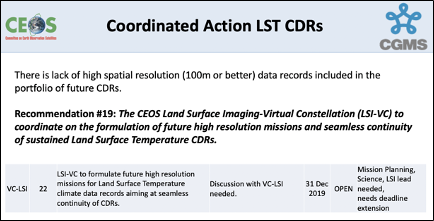 CEOS
Coordinated Action LST CDRs
Committee on Earth Observation Satellites
CGMS
There is lack of high spatial resolution (100m or better) data records included in the
portfolio of future CDRs.
Recommendation #19: The CEOS Land Surface Imaging-Virtual Constellation (LSI-VC) to
coordinate on the formulation of future high resolution missions and seamless continuity
of sustained Land Surface Temperature CDRs.
VC-LSI 22 LSI-VC to formulate future high resolution missions for Land Surface Temperature climate data records aiming at seamless continuity of CDRs. Discussion with VC-LSI needed. 31 Dec 2019 OPEN Mission Planning, Science, LSI lead needed, needs deadline extension